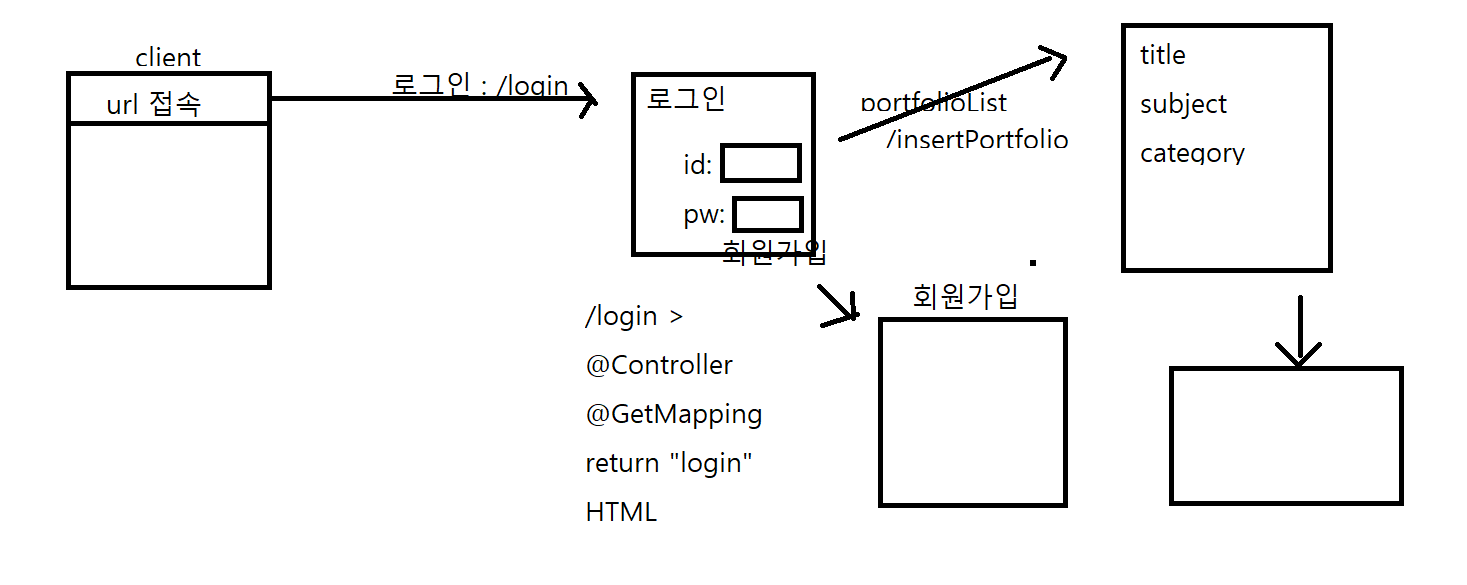 client
url 접속
로그인 : /login
로그인
id:
pw:
회원가입
/login >
@Controller
@GetMapping
return "login"
HTML
portfolioList
/insertPortfolio
회원가입
title
subject
category